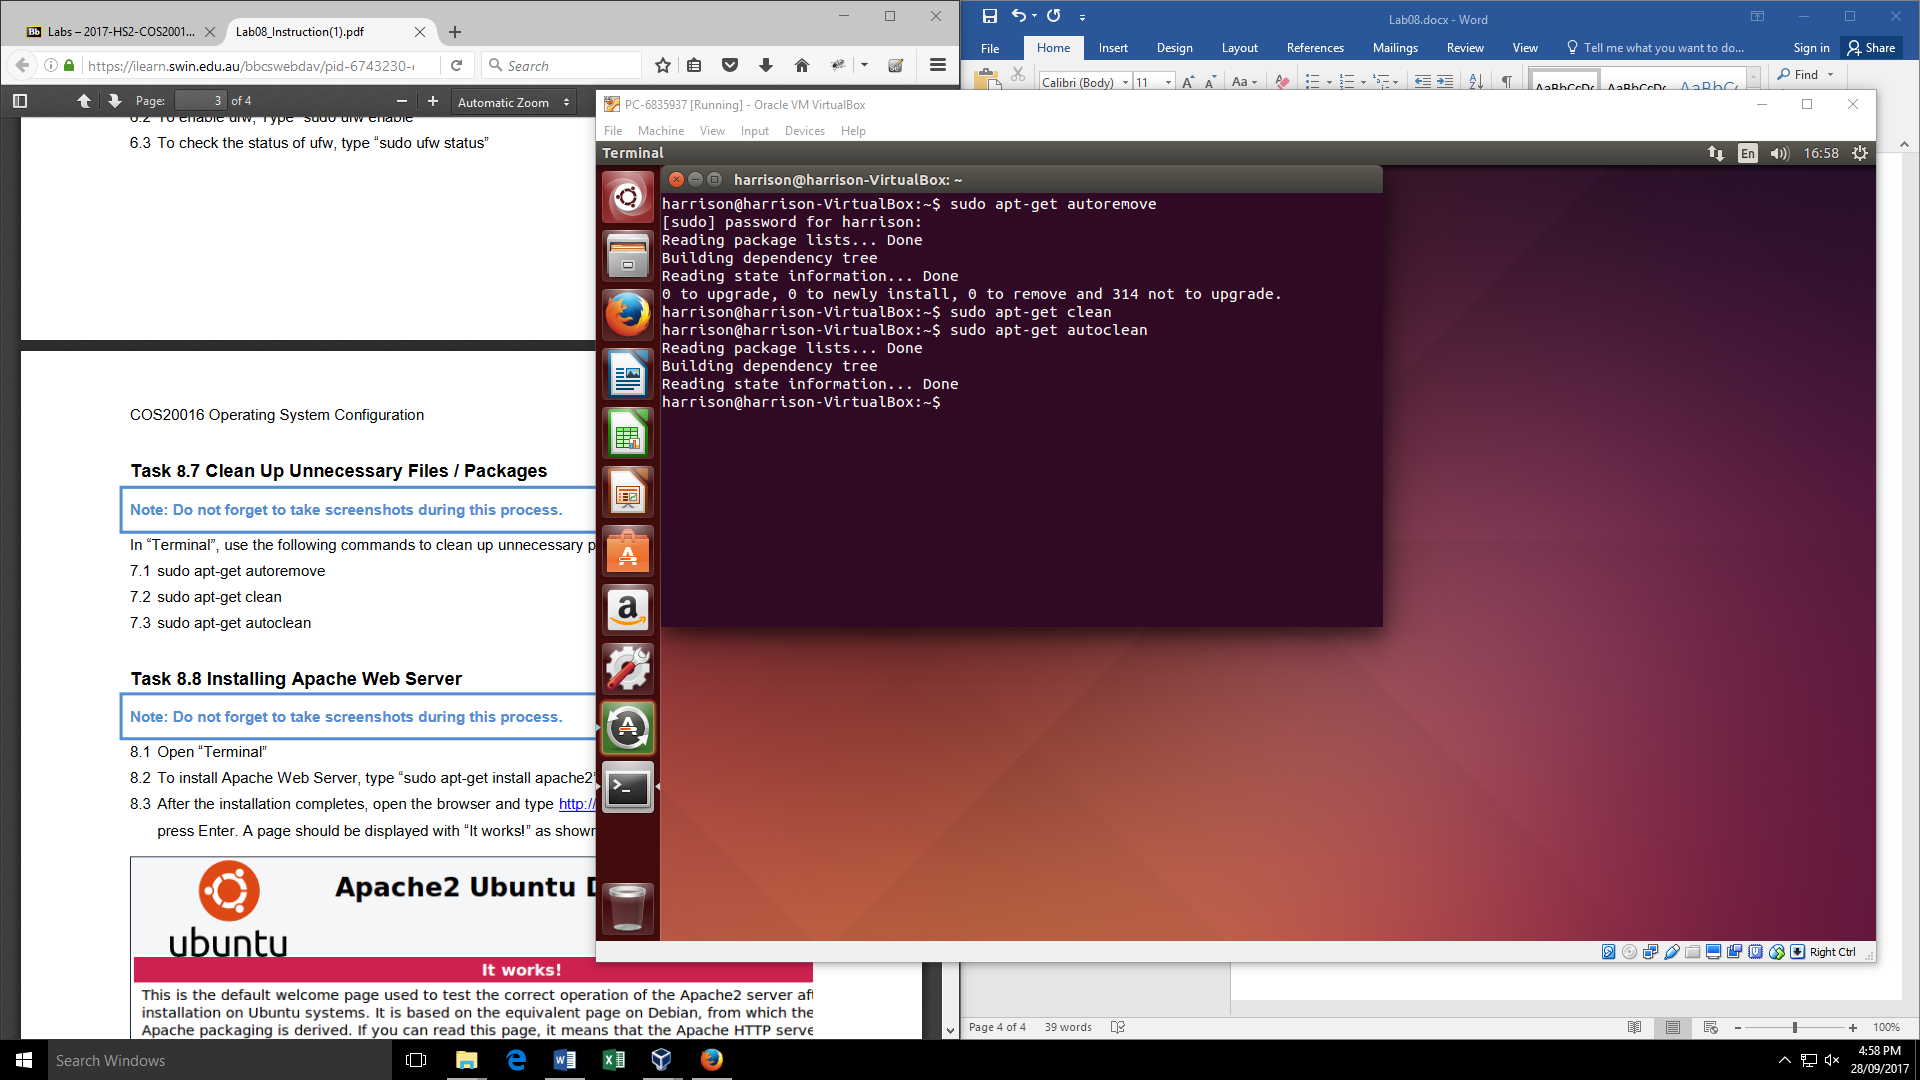 Labs – 2017-HS2-COS2001...
Lab08_Instruction(1).pdf
https://ilearn.swin.edu.au/bbcswebdav/pid-6743230-
Search
Page: 3 of 4
Automatic Zoom
6.2 To enable ufw, Type “sudo ufw enable”
6.3 To check the status of ufw, type “sudo ufw status”
COS20016 Operating System Configuration
Task 8.7 Clean Up Unnecessary Files / Packages
Note: Do not forget to take screenshots during this process.
In “Terminal”, use the following commands to clean up unnecessary p
7.1 sudo apt-get autoremove
7.2 sudo apt-get clean
7.3 sudo apt-get autoclean
Task 8.8 Installing Apache Web Server
Note: Do not forget to take screenshots during this process.
8.1 Open “Terminal”
8.2 To install Apache Web Server, type “sudo apt-get install apache2”
8.3 After the installation completes, open the browser and type http://
press Enter. A page should be displayed with “It works!” as shown
Apache2 Ubuntu D
ubuntu
It works!
This is the default welcome page used to test the correct operation of the Apache2 server aft
installation on Ubuntu systems. It is based on the equivalent page on Debian, from which the
Apache packaging is derived. If you can read this page, it means that the Apache HTTP serve
Lab08.docx - Word
File Home Insert Design Layout References Mailings Review View Tell me what you want to do... Sign in Share
Calibri (Body) 11 Aa
AaBbCcDc AaBbCcDc AaBbC
Find
PC-6835937 [Running] - Oracle VM VirtualBox
File Machine View Input Devices Help
Terminal
En 16:58
harrison@harrison-VirtualBox: ~
harrison@harrison-VirtualBox:~$ sudo apt-get autoremove
[sudo] password for harrison:
Reading package lists... Done
Building dependency tree
Reading state information... Done
0 to upgrade, 0 to newly install, 0 to remove and 314 not to upgrade.
harrison@harrison-VirtualBox:~$ sudo apt-get clean
harrison@harrison-VirtualBox:~$ sudo apt-get autoclean
Reading package lists... Done
Building dependency tree
Reading state information... Done
harrison@harrison-VirtualBox:~$
Right Ctrl
Page 4 of 4 39 words
100%
Search Windows
4:58 PM
28/09/2017